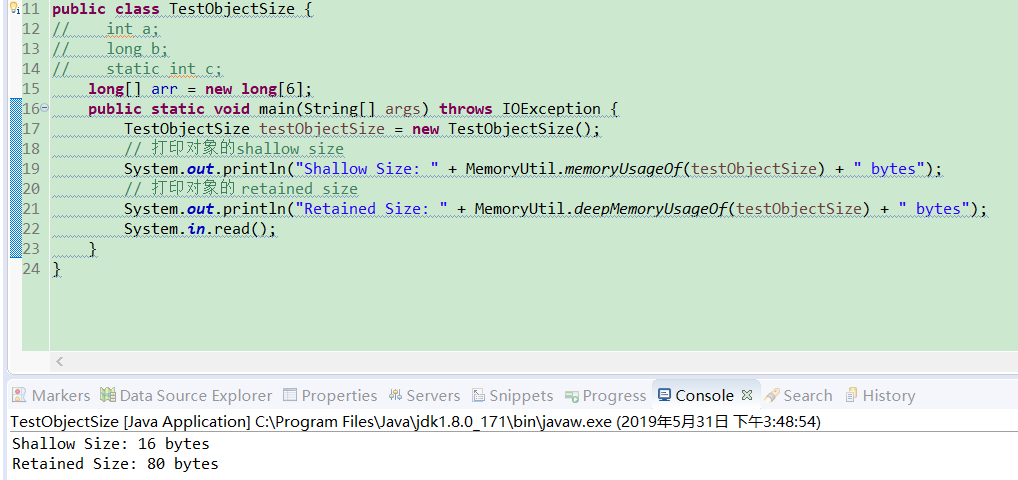 11 public class TestObjectSize {
12 //    int a;
13 //    long b;
14 //    static int c;
15     long[] arr = new long[6];
16     public static void main(String[] args) throws IOException {
17         TestObjectSize testObjectSize = new TestObjectSize();
18         // 打印对象的shallow size
19         System.out.println("Shallow Size: " + MemoryUtil.memoryUsageOf(testObjectSize) + " bytes");
20         // 打印对象的 retained size
21         System.out.println("Retained Size: " + MemoryUtil.deepMemoryUsageOf(testObjectSize) + " bytes");
22         System.in.read();
23     }
24 }
Markers Data Source Explorer Properties Servers Snippets Progress Console Search History
TestObjectSize [Java Application] C:\Program Files\Java\jdk1.8.0_171\bin\javaw.exe (2019年5月31日 下午3:48:54)
Shallow Size: 16 bytes
Retained Size: 80 bytes